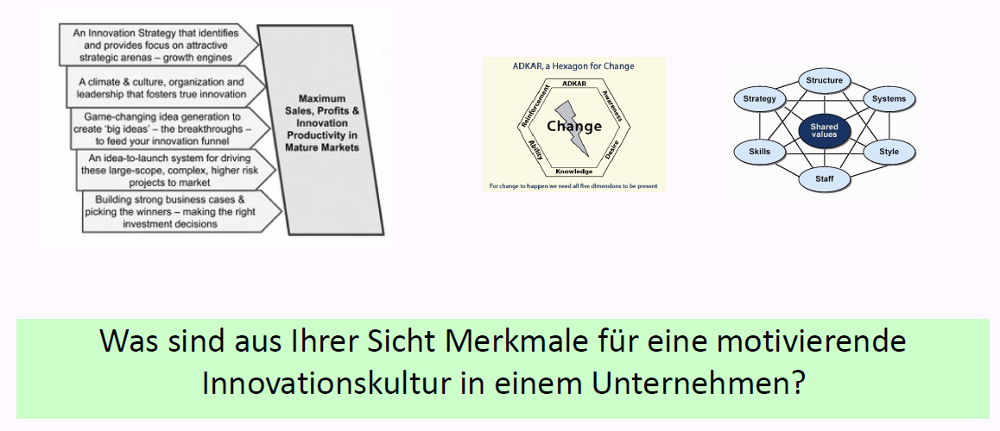 An Innovation Strategy that identifies
and provides focus on attractive
strategic arenas – growth engines
A climate & culture, organization and
leadership that fosters true innovation
Game-changing idea generation to
create 'big ideas' – the breakthroughs –
to feed your innovation funnel
An idea-to-launch system for driving
these large-scope, complex, higher risk
projects to market
Building strong business cases &
picking the winners – making the right
investment decisions
Maximum
Sales, Profits &
Innovation
Productivity in
Mature Markets
ADKAR, a Hexagon for Change
ADKAR
Awareness
Desire
Knowledge
Ability
Reinforcement
Change
For change to happen we need all five dimensions to be present
Structure
Strategy
Systems
Shared
values
Skills
Style
Staff
Was sind aus Ihrer Sicht Merkmale für eine motivierende
Innovationskultur in einem Unternehmen?